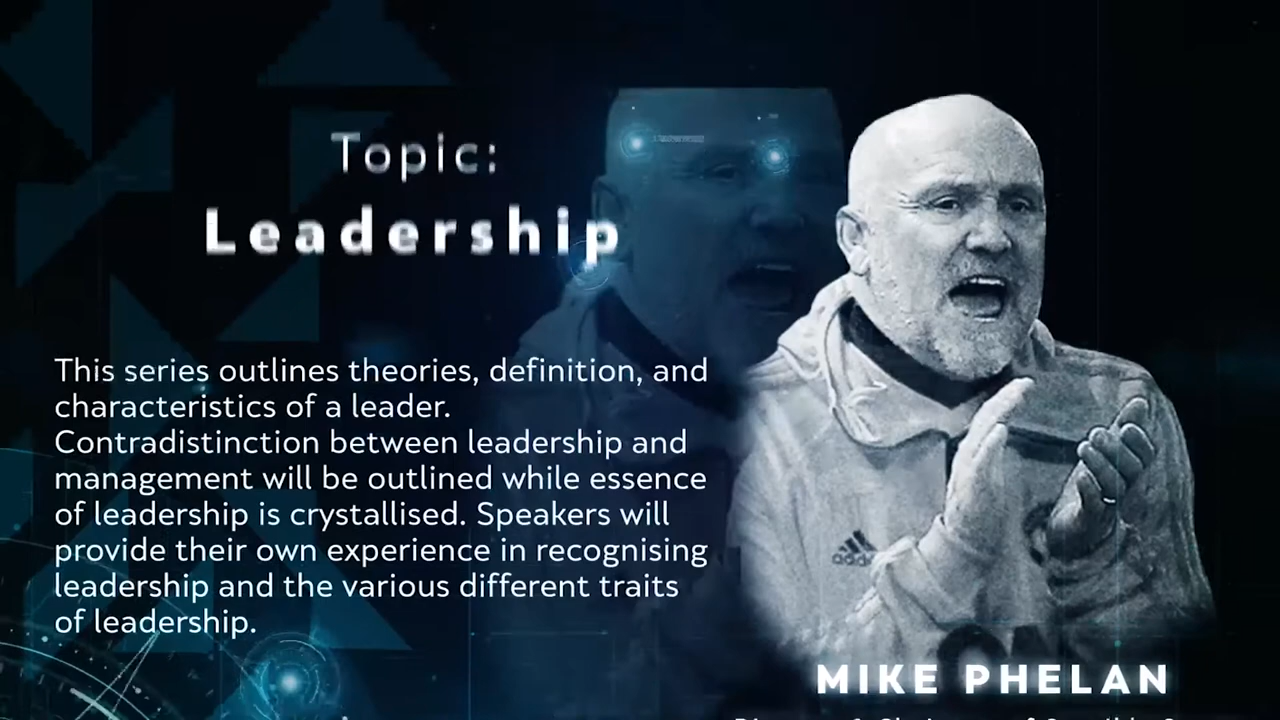 Topic:
Leadership
This series outlines theories, definition, and
characteristics of a leader.
Contradistinction between leadership and
management will be outlined while essence
of leadership is crystallised. Speakers will
provide their own experience in recognising
leadership and the various different traits
of leadership.
adidas
MIKE PHELAN